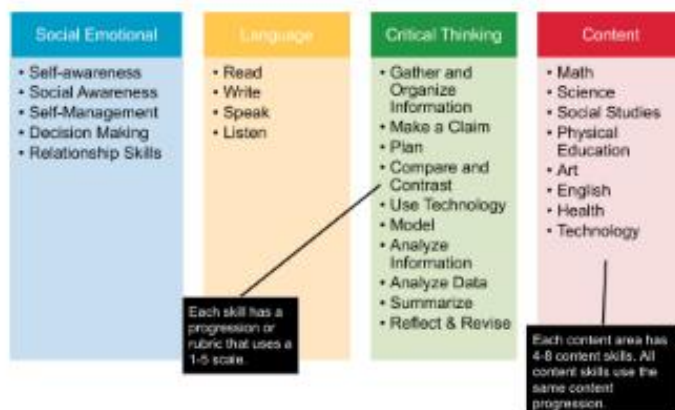 Social Emotional
• Self-awareness
• Social Awareness
• Self-Management
• Decision Making
• Relationship Skills
Language
• Read
• Write
• Speak
• Listen
Critical Thinking
• Gather and
Organize
Information
• Make a Claim
• Plan
• Compare and
Contrast
• Use Technology
• Model
• Analyze
Information
• Analyze Data
• Summarize
• Reflect & Revise
Content
• Math
• Science
• Social Studies
• Physical
Education
• Art
• English
• Health
• Technology
Each skill has a
progression or
rubric that uses a
1-5 scale.
Each content area has
4-8 content skills. All
content skills use the
same content
progression.